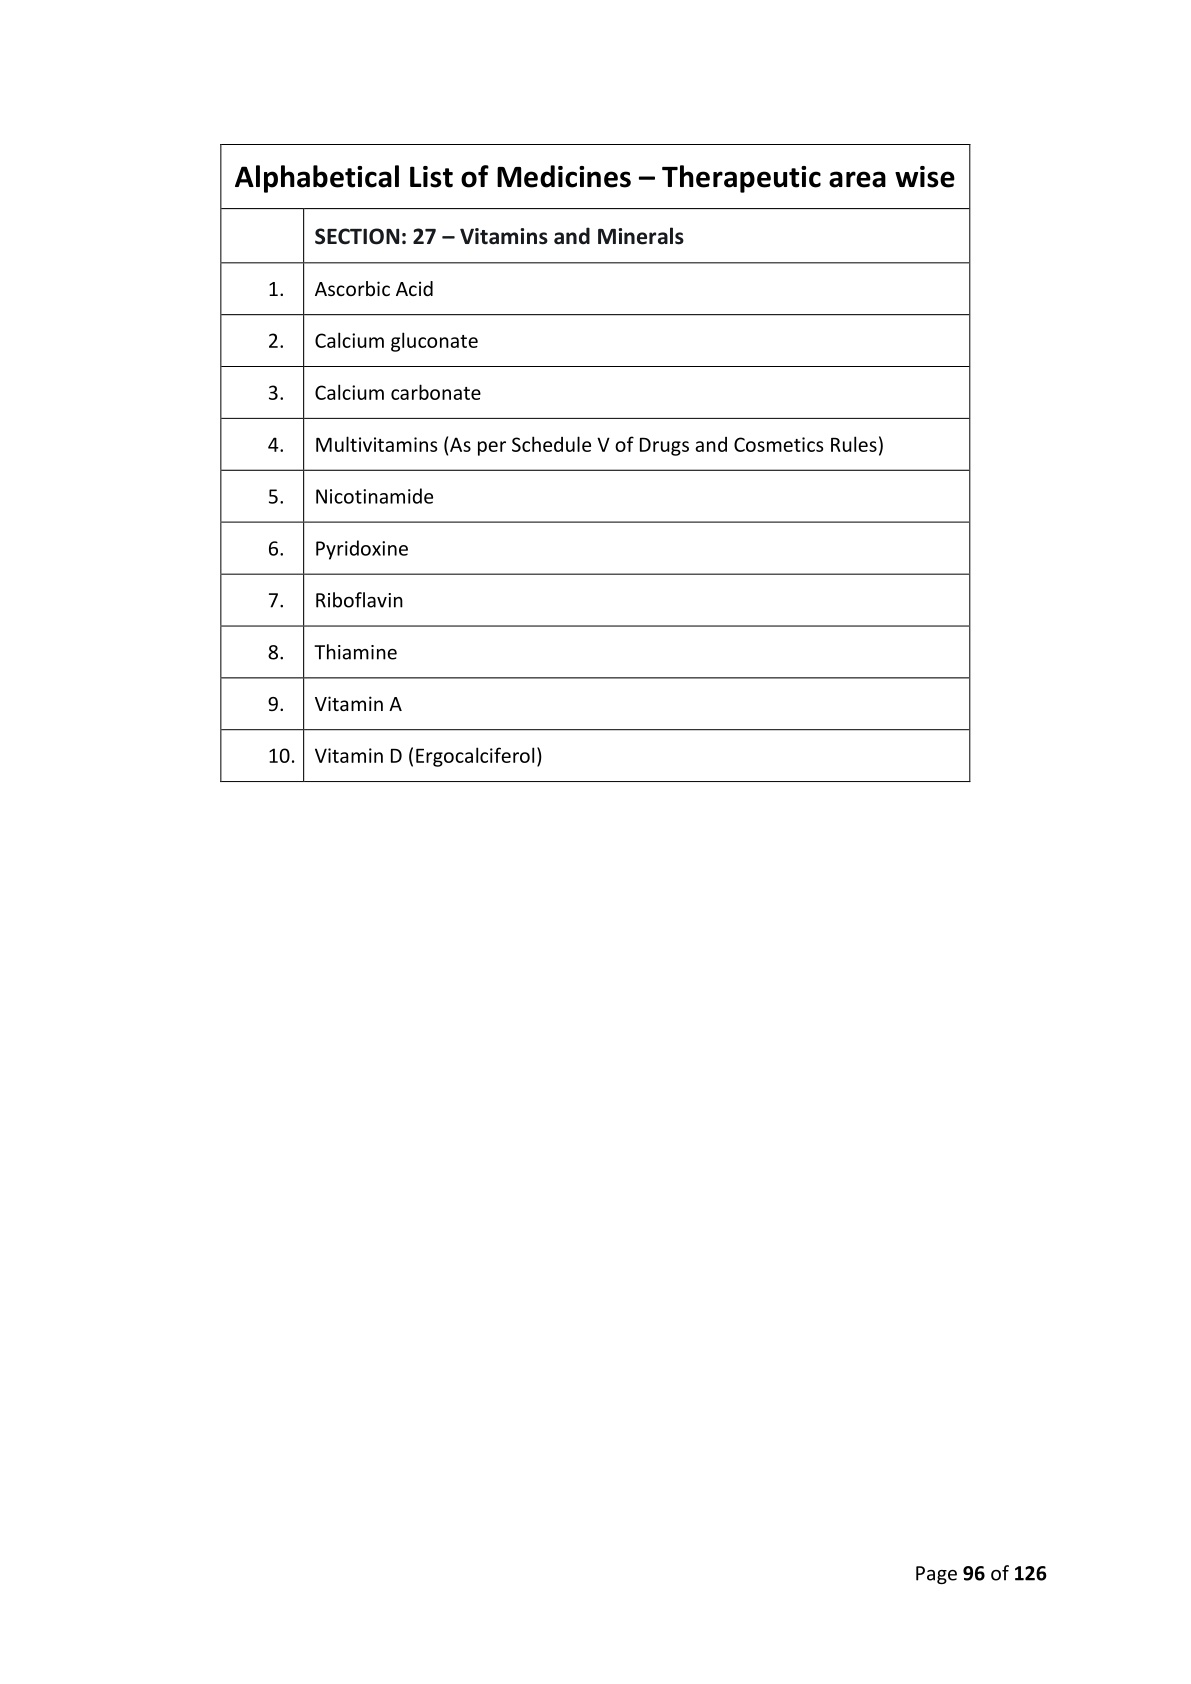 Alphabetical List of Medicines – Therapeutic area wise
SECTION: 27 – Vitamins and Minerals
1. Ascorbic Acid
2. Calcium gluconate
3. Calcium carbonate
4. Multivitamins (As per Schedule V of Drugs and Cosmetics Rules)
5. Nicotinamide
6. Pyridoxine
7. Riboflavin
8. Thiamine
9. Vitamin A
10. Vitamin D (Ergocalciferol)
Page 96 of 126